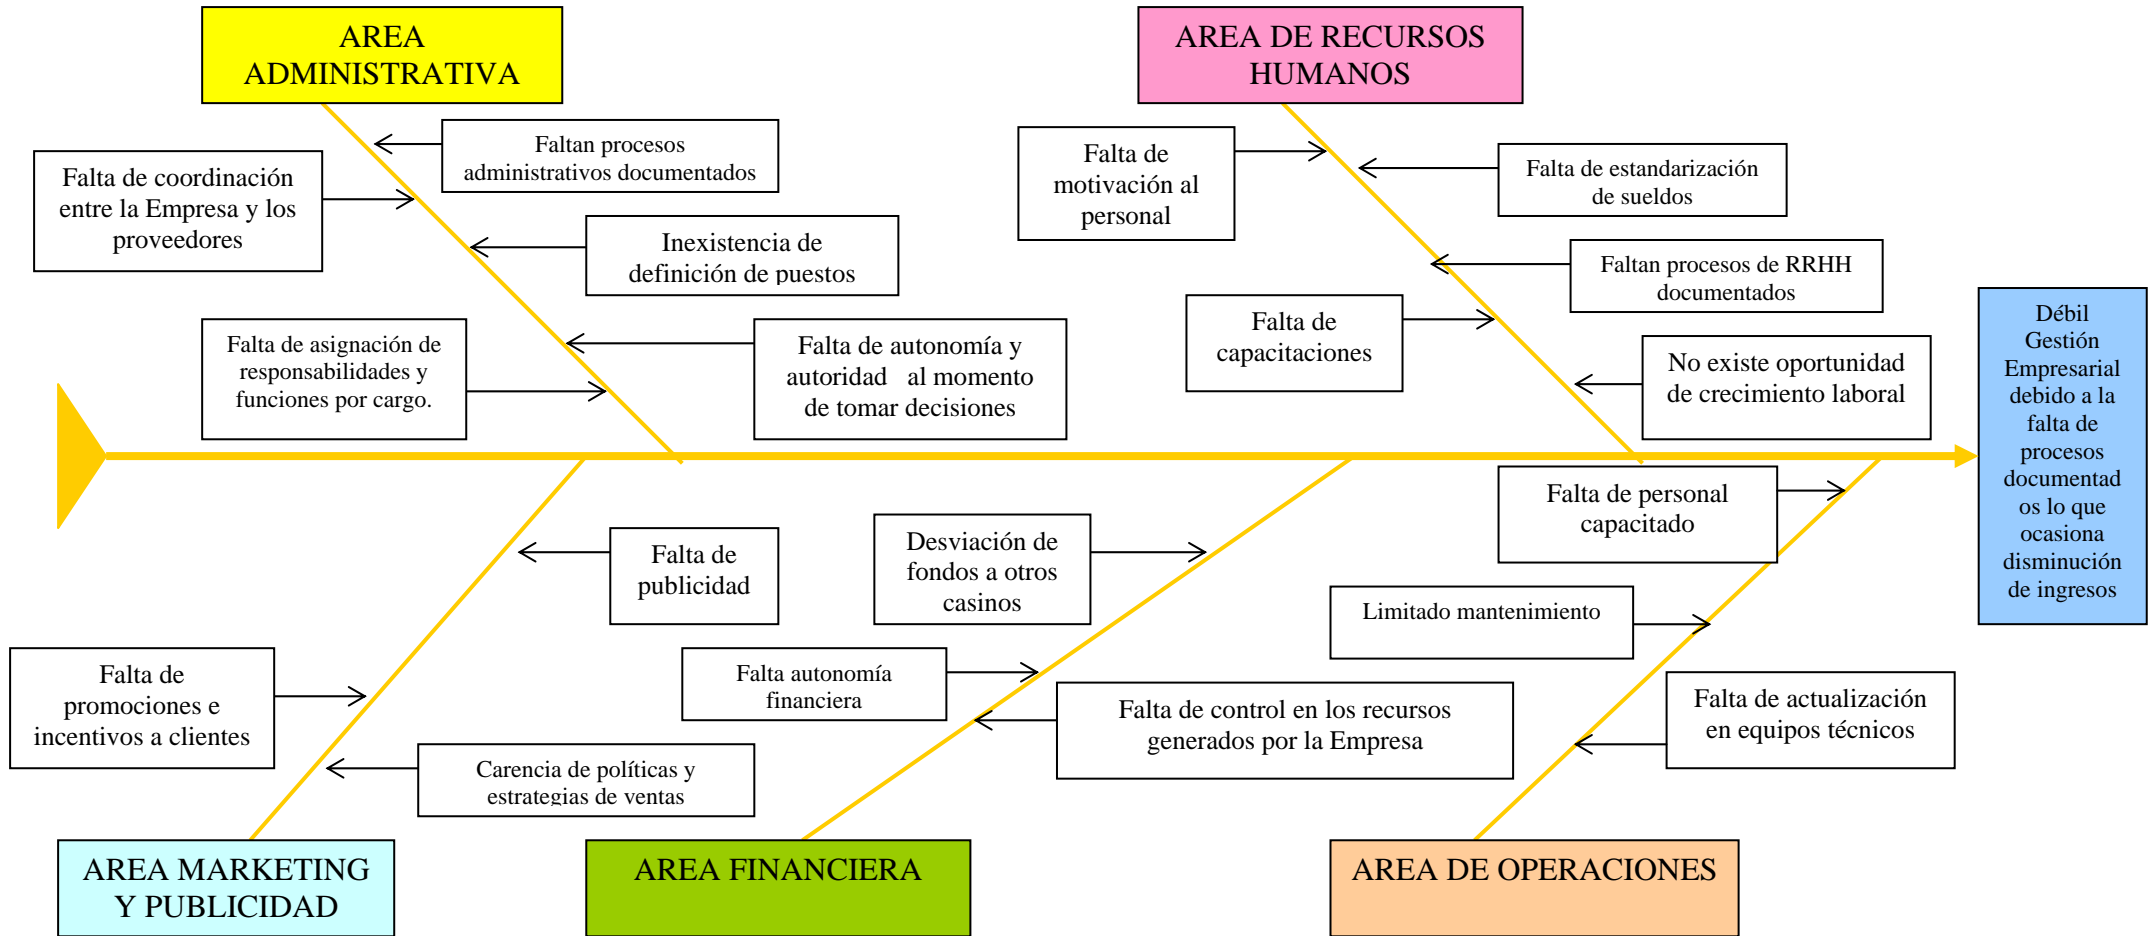 AREA
ADMINISTRATIVA
AREA DE RECURSOS
HUMANOS
Faltan procesos
administrativos documentados
Falta de coordinación
entre la Empresa y los
proveedores
Inexistencia de
definición de puestos
Falta de asignación de
responsabilidades y
funciones por cargo.
Falta de autonomía y
autoridad al momento
de tomar decisiones
Falta de
motivación al
personal
Falta de estandarización
de sueldos
Faltan procesos de RRHH
documentados
Falta de
capacitaciones
No existe oportunidad
de crecimiento laboral
Débil
Gestión
Empresarial
debido a la
falta de
procesos
documentad
os lo que
ocasiona
disminución
de ingresos
Falta de
publicidad
Falta de
promociones e
incentivos a clientes
Carencia de políticas y
estrategias de ventas
Desviación de
fondos a otros
casinos
Falta autonomía
financiera
Falta de control en los recursos
generados por la Empresa
Falta de personal
capacitado
Limitado mantenimiento
Falta de actualización
en equipos técnicos
AREA MARKETING
Y PUBLICIDAD
AREA FINANCIERA
AREA DE OPERACIONES